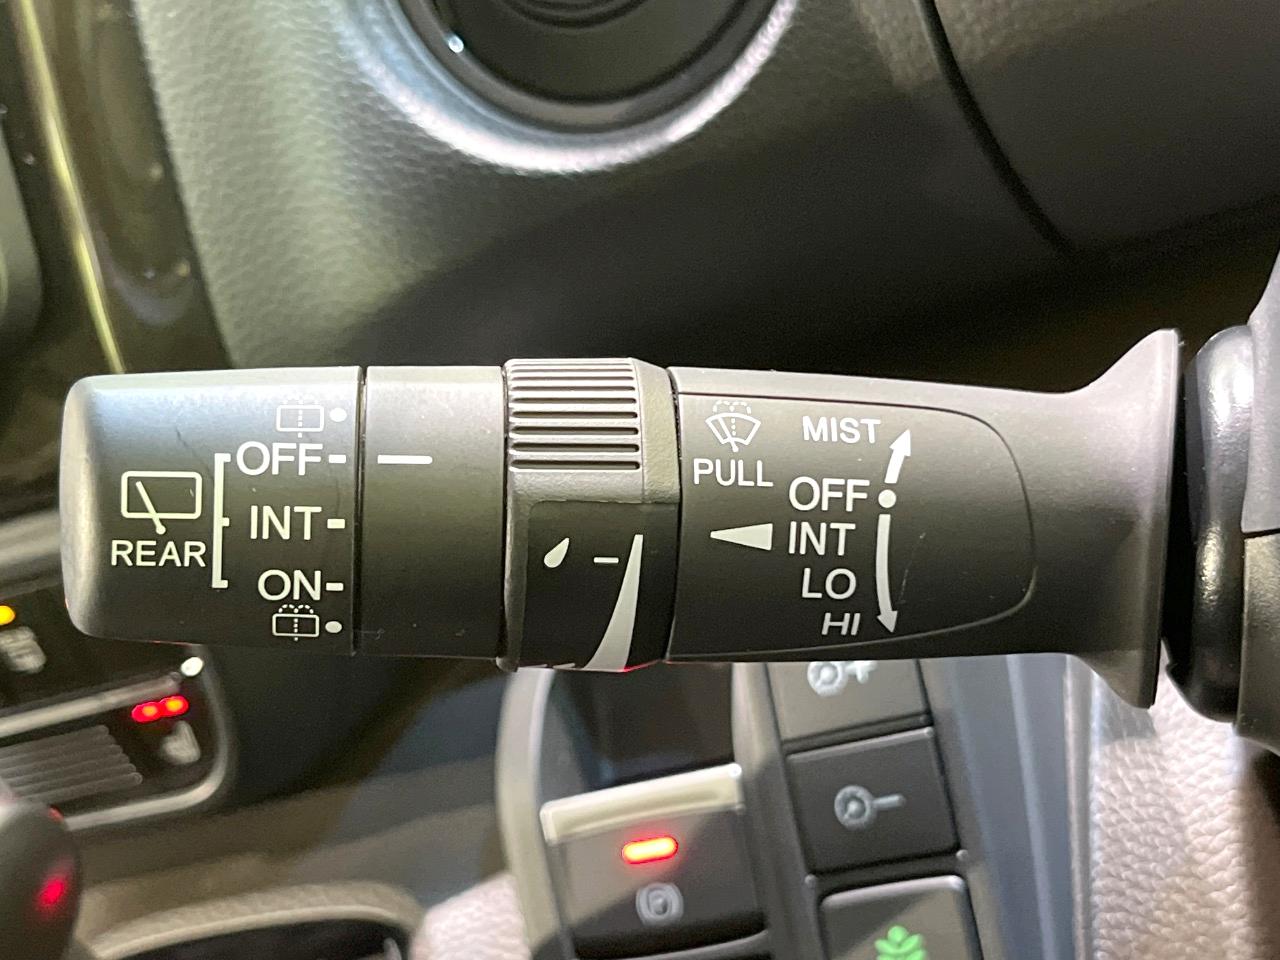 OFF
INT
ON
REAR
PULL
MIST
OFF
INT
LO
HI